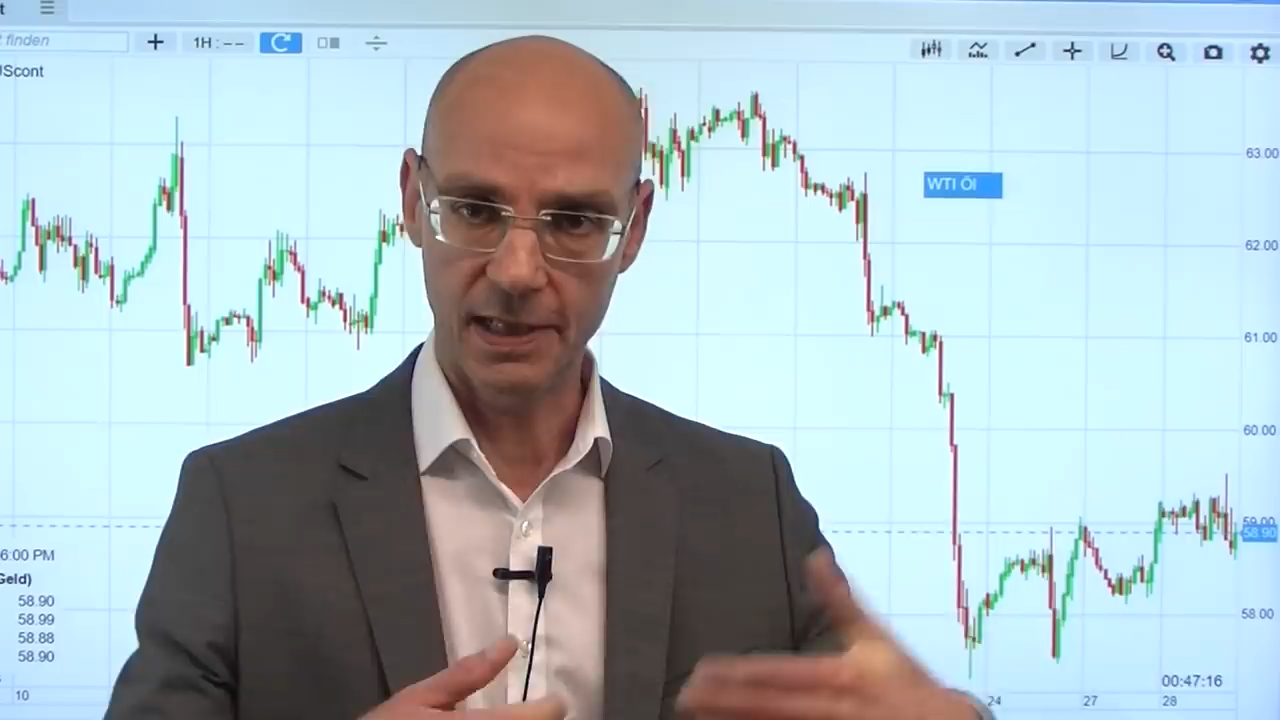 t
t finden
1H : --
UScont
63.00
WTI Öl
62.00
61.00
60.00
59.00
58.90
6:00 PM
Geld)
58.90
58.99
58.88
58.90
58.00
00:47:16
10
24
27
28